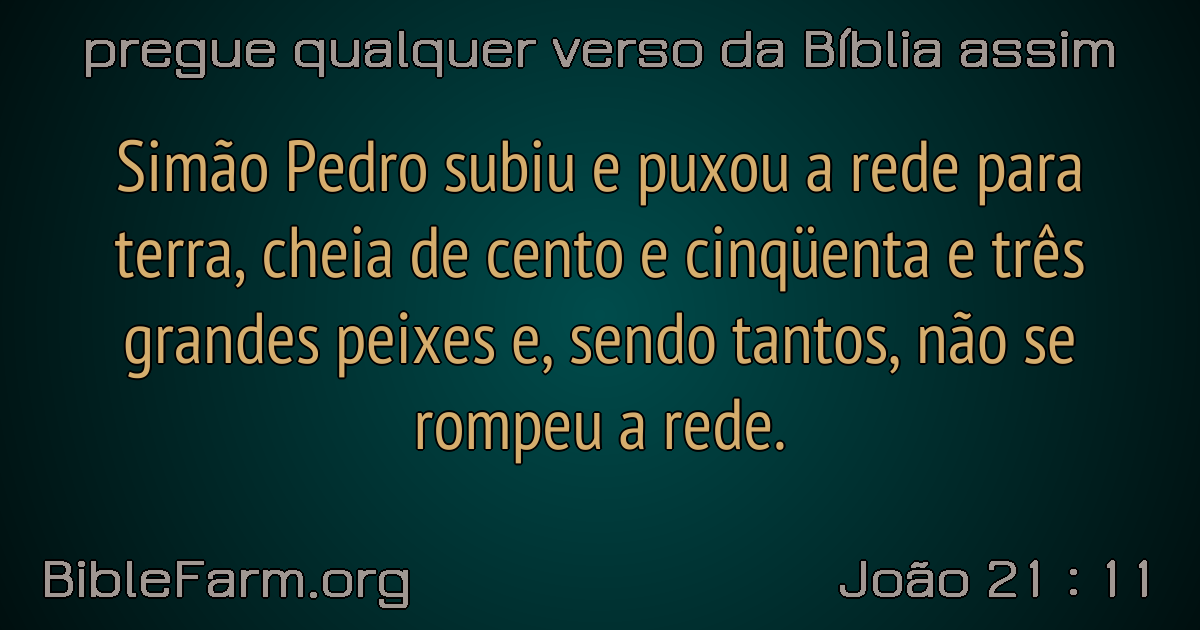 pregue qualquer verso da Bíblia assim
Simão Pedro subiu e puxou a rede para
terra, cheia de cento e cinqüenta e três
grandes peixes e, sendo tantos, não se
rompeu a rede.
BibleFarm.org
João 21 : 11